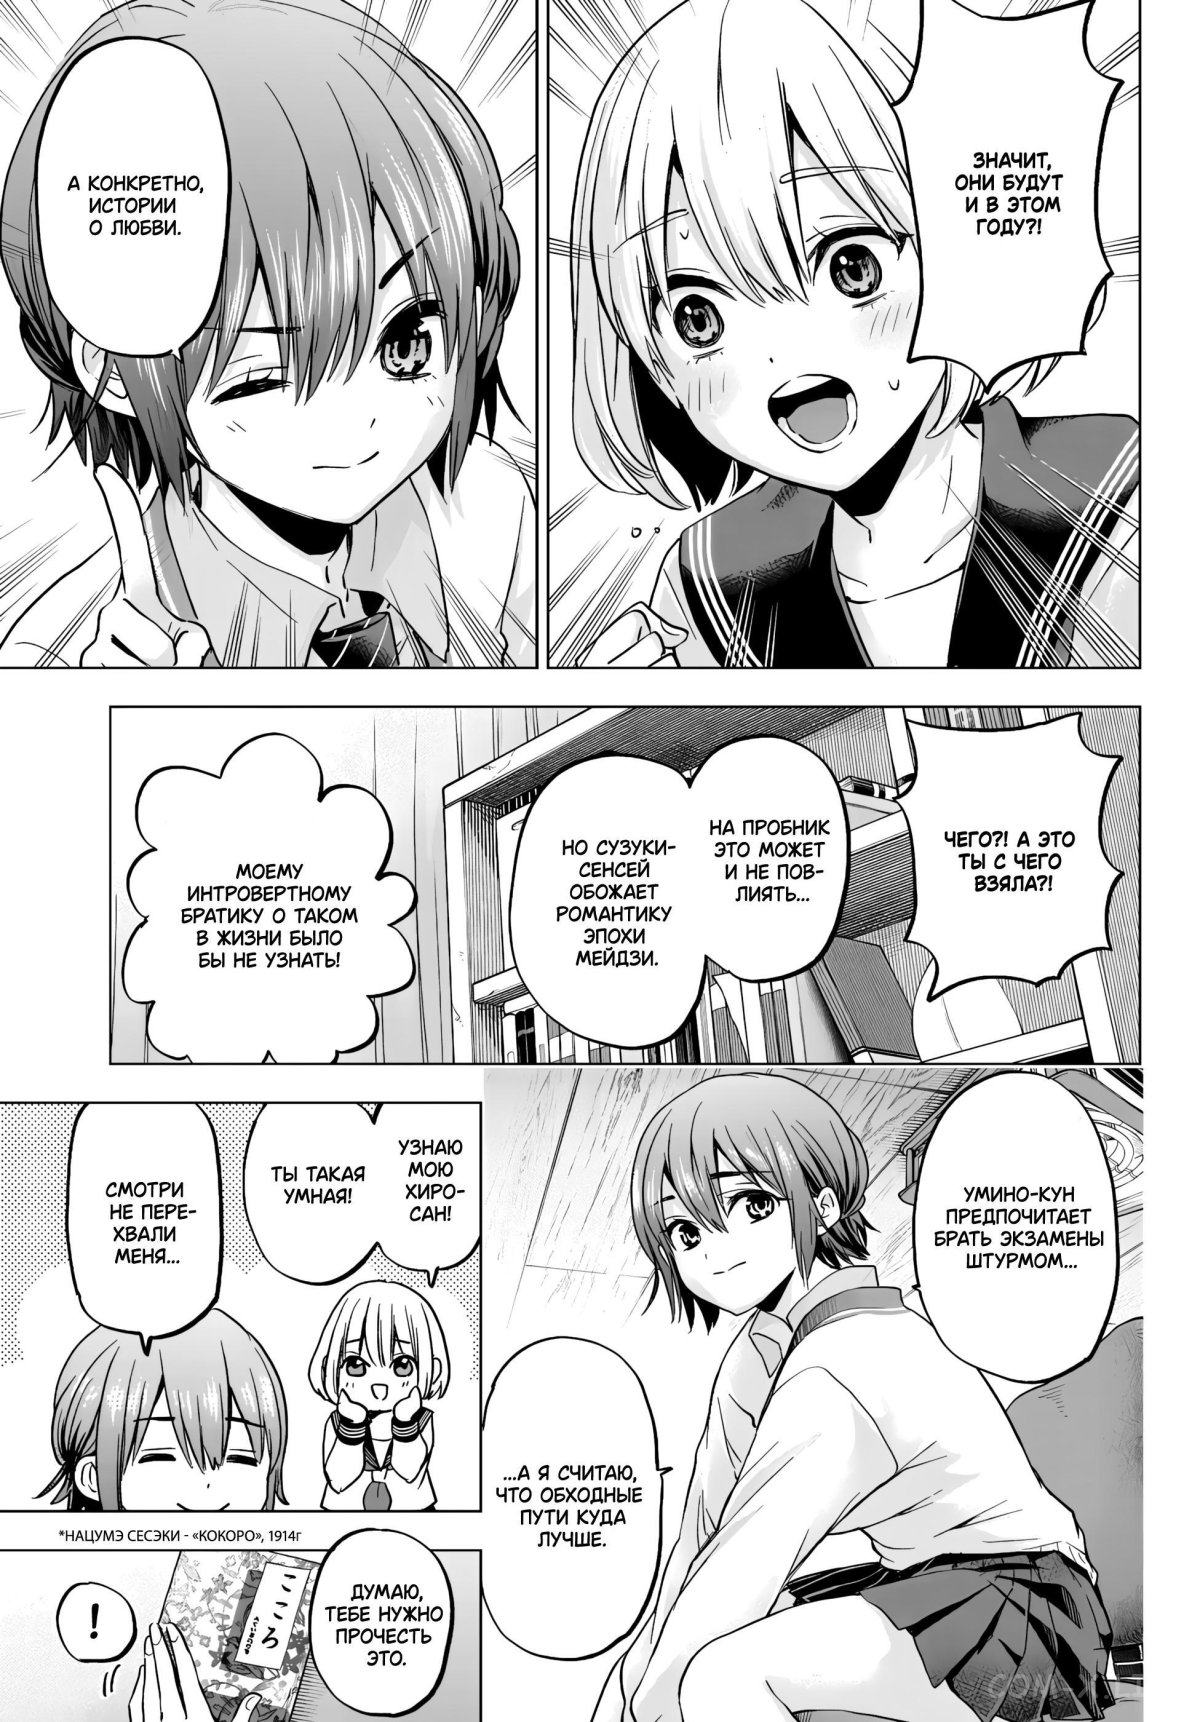 ЗНАЧИТ,
ОНИ БУДУТ
И В ЭТОМ
ГОДУ?!
А КОНКРЕТНО,
ИСТОРИИ
О ЛЮБВИ.
ЧЕГО?! А ЭТО
ТЫ С ЧЕГО
ВЗЯЛА?!
НА ПРОБНИК
ЭТО МОЖЕТ
И НЕ ПОВ-
ЛИЯТЬ...
НО СУЗУКИ-
СЕНСЕЙ
ОБОЖАЕТ
РОМАНТИКУ
ЭПОХИ
МЕЙДЗИ.
МОЕМУ
ИНТРОВЕРТНОМУ
БРАТИКУ О ТАКОМ
В ЖИЗНИ БЫЛО
БЫ НЕ УЗНАТЬ!
УМИНО-КУН
ПРЕДПОЧИТАЕТ
БРАТЬ ЭКЗАМЕНЫ
ШТУРМОМ...
...А Я СЧИТАЮ,
ЧТО ОБХОДНЫЕ
ПУТИ КУДА
ЛУЧШЕ.
УЗНАЮ
МОЮ
ХИРО-
САН!
ТЫ ТАКАЯ
УМНАЯ!
СМОТРИ
НЕ ПЕРЕ-
ХВАЛИ
МЕНЯ...
*НАЦУМЭ СЕСЭКИ - «КОКОРО», 1914г
ДУМАЮ,
ТЕБЕ НУЖНО
ПРОЧЕСТЬ
ЭТО.
こころ
!